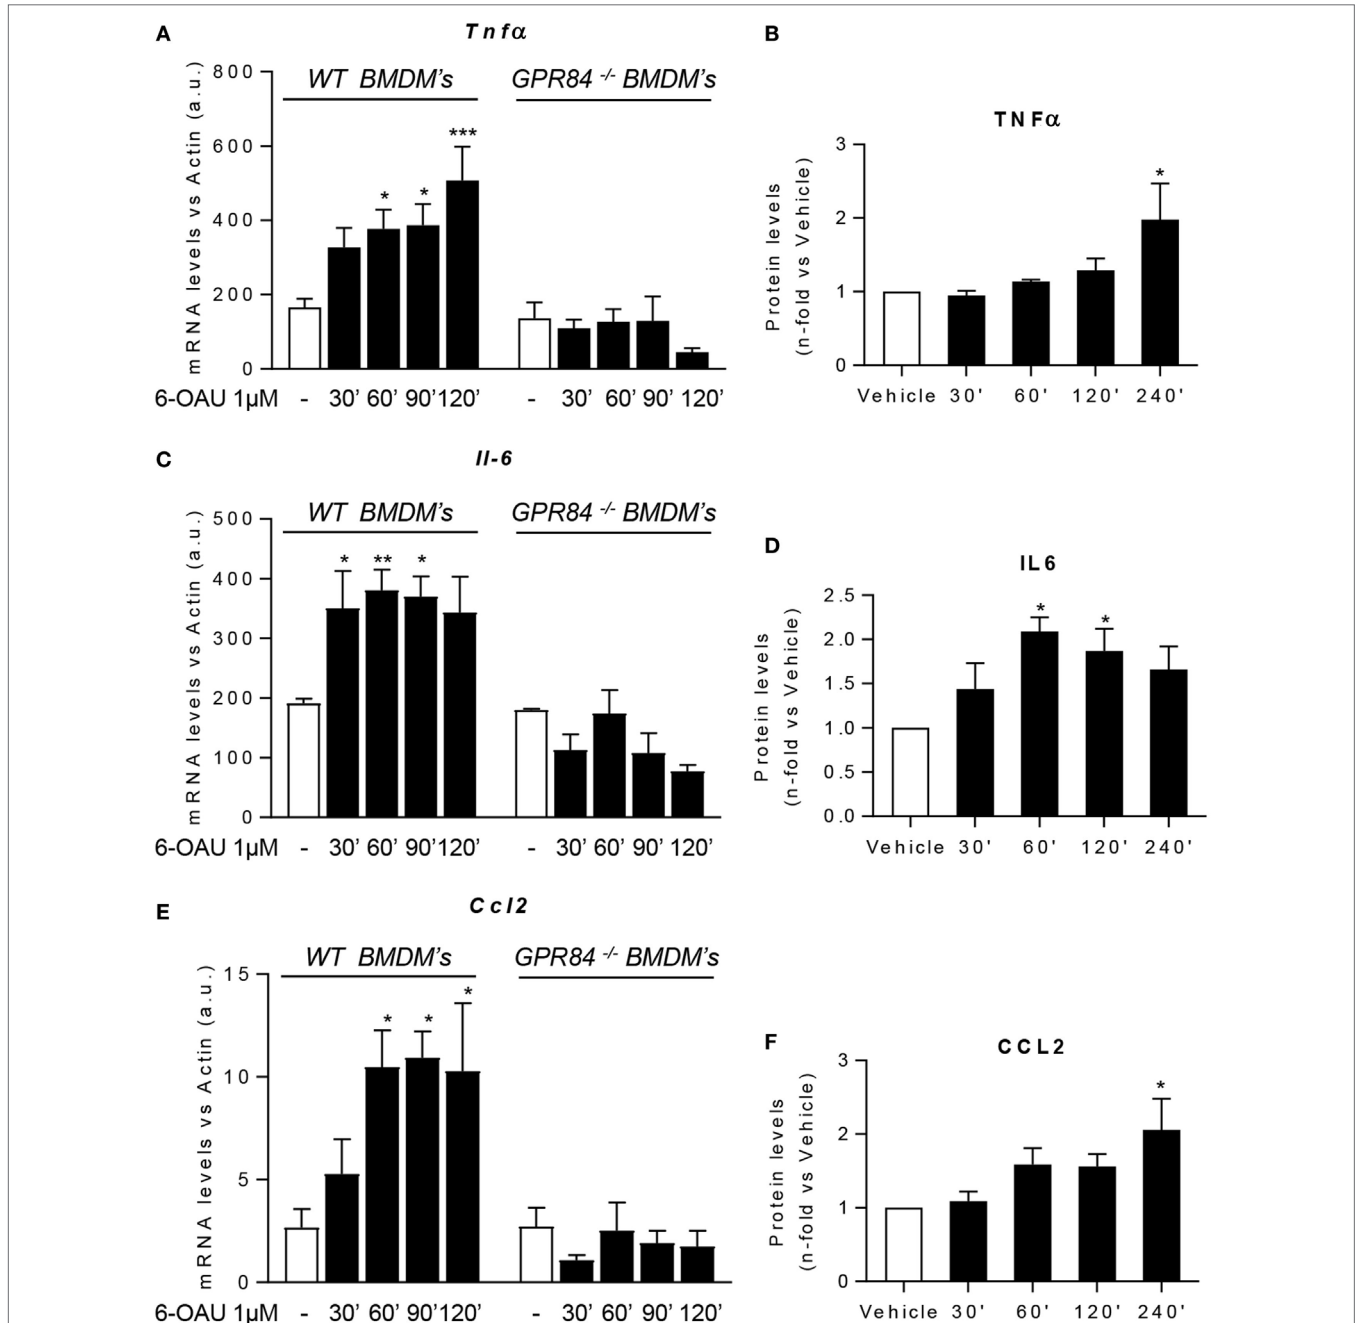 A
Tnfα
WT BMDM's
GPR84 -/- BMDM's
mRNA levels vs Actin (a.u.)
800
600
400
200
0
*
*
***
6-OAU 1µM - 30' 60' 90' 120' - 30' 60' 90' 120'
B
TNFα
Protein levels
(n-fold vs Vehicle)
3
2
1
0
*
Vehicle 30' 60' 120' 240'
C
Il-6
WT BMDM's
GPR84 -/- BMDM's
mRNA levels vs Actin (a.u.)
500
400
300
200
100
0
*
**
*
6-OAU 1µM - 30' 60' 90' 120' - 30' 60' 90' 120'
D
IL6
Protein levels
(n-fold vs Vehicle)
2.5
2.0
1.5
1.0
0.5
0.0
*
*
Vehicle 30' 60' 120' 240'
E
Ccl2
WT BMDM's
GPR84 -/- BMDM's
mRNA levels vs Actin (a.u.)
15
10
5
0
*
*
*
6-OAU 1µM - 30' 60' 90' 120' - 30' 60' 90' 120'
F
CCL2
Protein levels
(n-fold vs Vehicle)
3
2
1
0
*
Vehicle 30' 60' 120' 240'